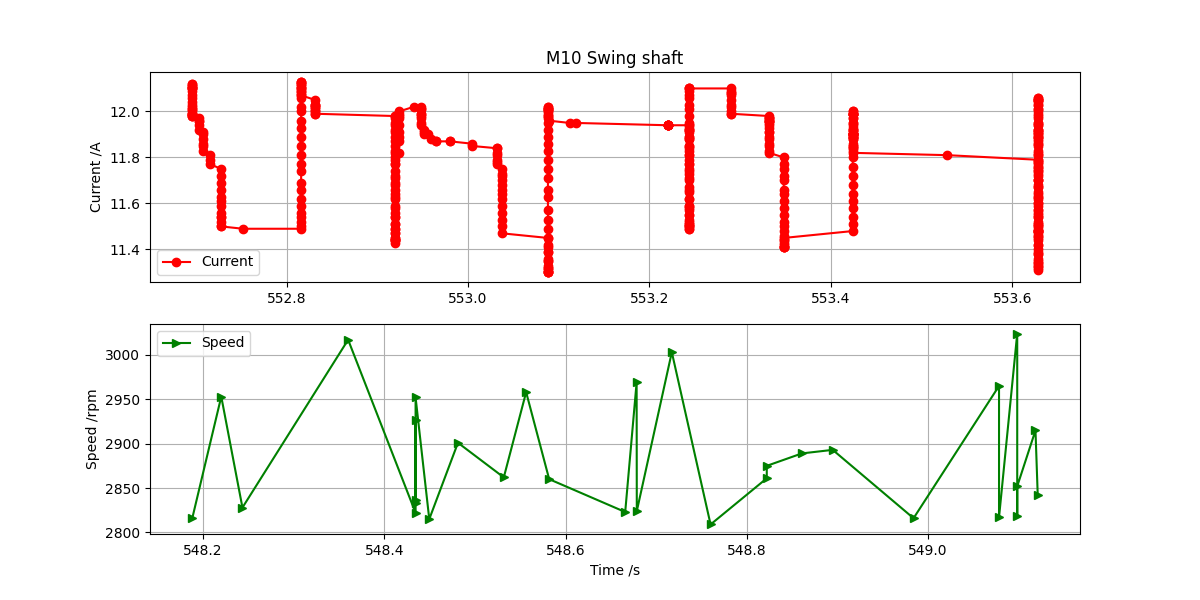 M10 Swing shaft
Current /A
12.0
11.8
11.6
11.4
Current
552.8 553.0 553.2 553.4 553.6
Speed /rpm
3000
2950
2900
2850
2800
Speed
548.2 548.4 548.6 548.8 549.0
Time /s